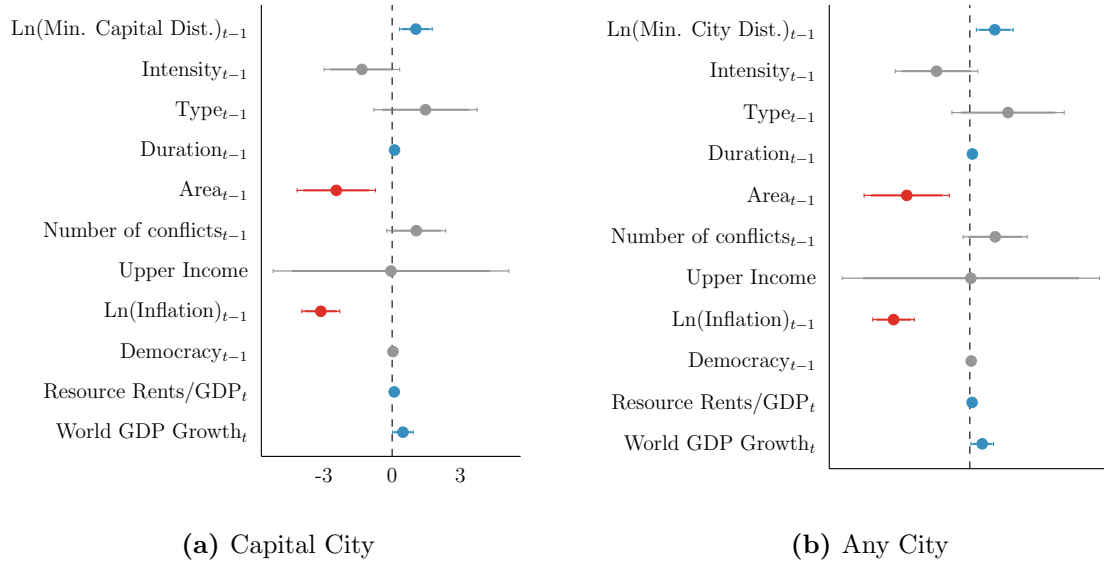 Ln(Min. Capital Dist.)t−1
Intensityt−1
Typet−1
Durationt−1
Areat−1
Number of conflictst−1
Upper Income
Ln(Inflation)t−1
Democracyt−1
Resource Rents/GDPt
World GDP Growtht
-3 0 3
(a) Capital City
Ln(Min. City Dist.)t−1
Intensityt−1
Typet−1
Durationt−1
Areat−1
Number of conflictst−1
Upper Income
Ln(Inflation)t−1
Democracyt−1
Resource Rents/GDPt
World GDP Growtht
(b) Any City